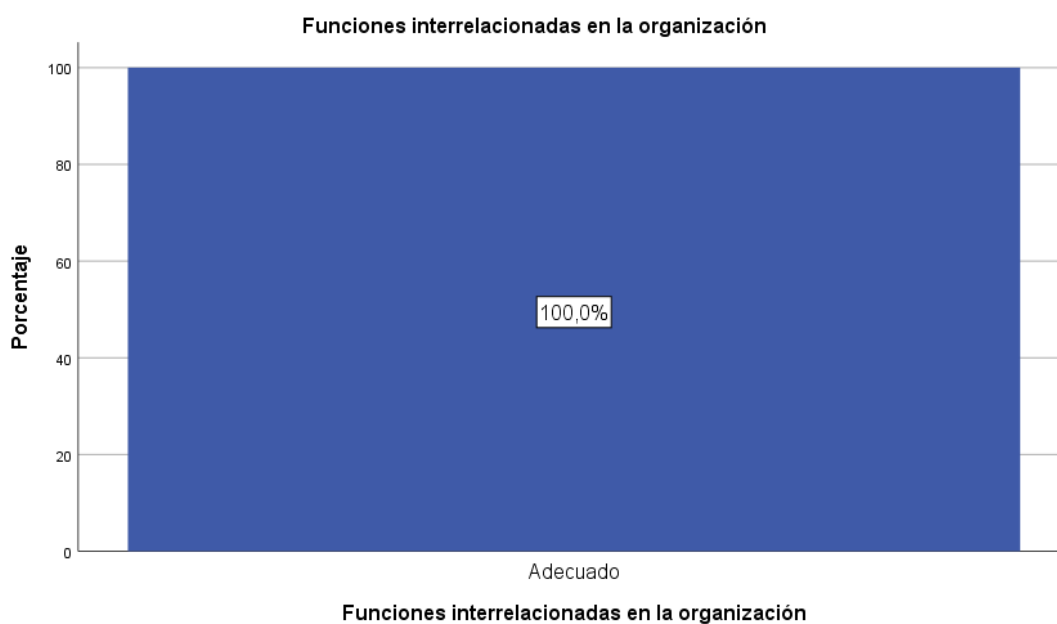 Funciones interrelacionadas en la organización
Porcentaje
100
80
60
40
20
0
100,0%
Adecuado
Funciones interrelacionadas en la organización